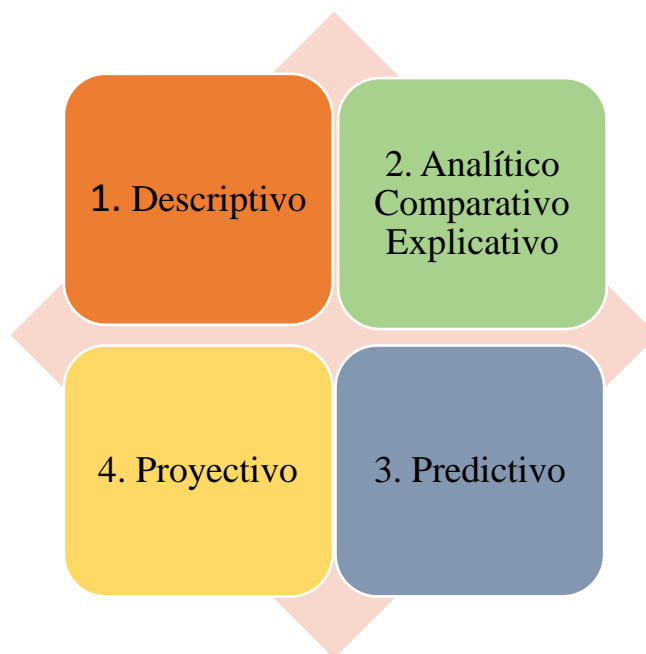 1. Descriptivo
2. Analítico
Comparativo
Explicativo
4. Proyectivo
3. Predictivo